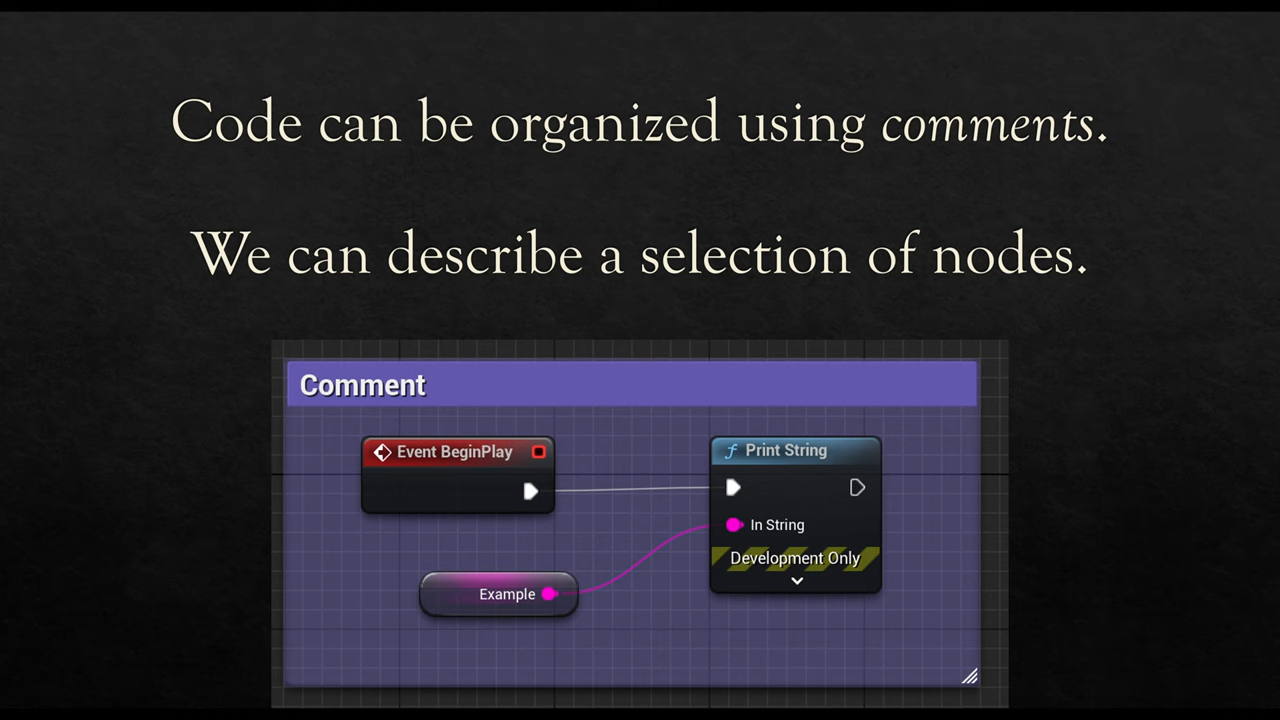 Code can be organized using comments.
We can describe a selection of nodes.
Comment
Event BeginPlay
Print String
In String
Development Only
Example